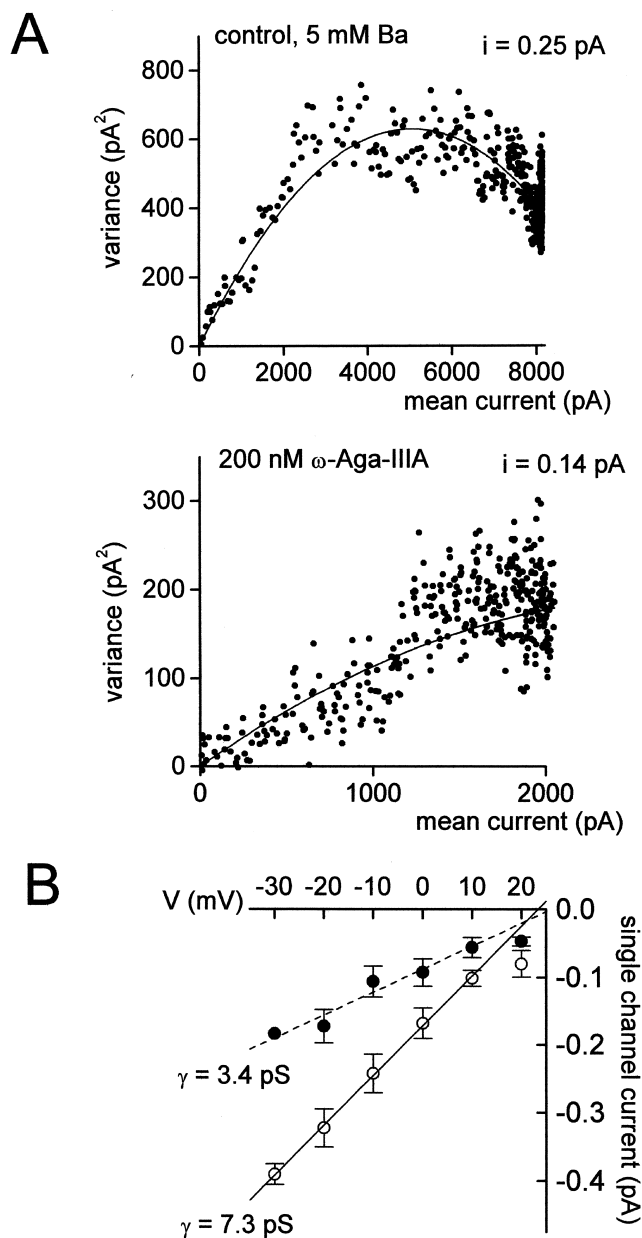 A
control, 5 mM Ba
i = 0.25 pA
800
600
400
200
0
variance (pA²)
0 2000 4000 6000 8000
mean current (pA)
200 nM ω-Aga-IIIA
i = 0.14 pA
300
200
100
0
variance (pA²)
0 1000 2000
mean current (pA)
B
V (mV)
-30 -20 -10 0 10 20
0.0
-0.1
-0.2
-0.3
-0.4
single channel current (pA)
γ = 3.4 pS
γ = 7.3 pS